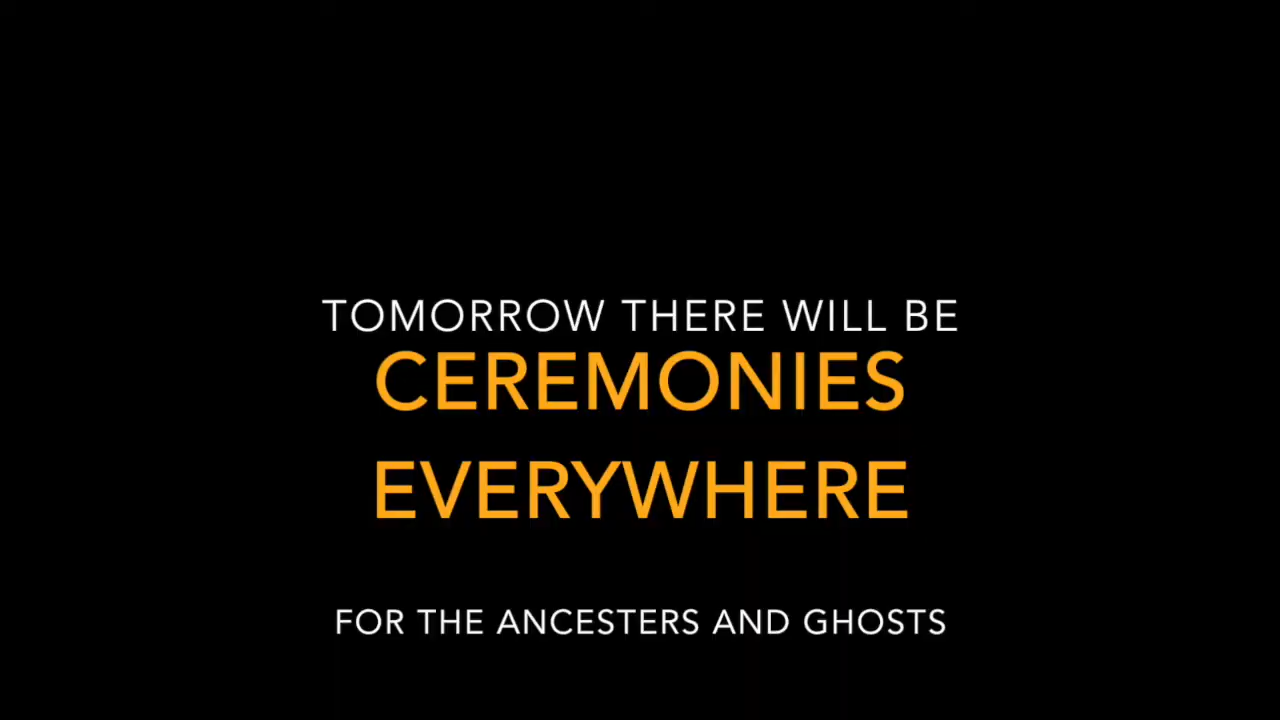 TOMORROW THERE WILL BE
CEREMONIES
EVERYWHERE
FOR THE ANCESTERS AND GHOSTS